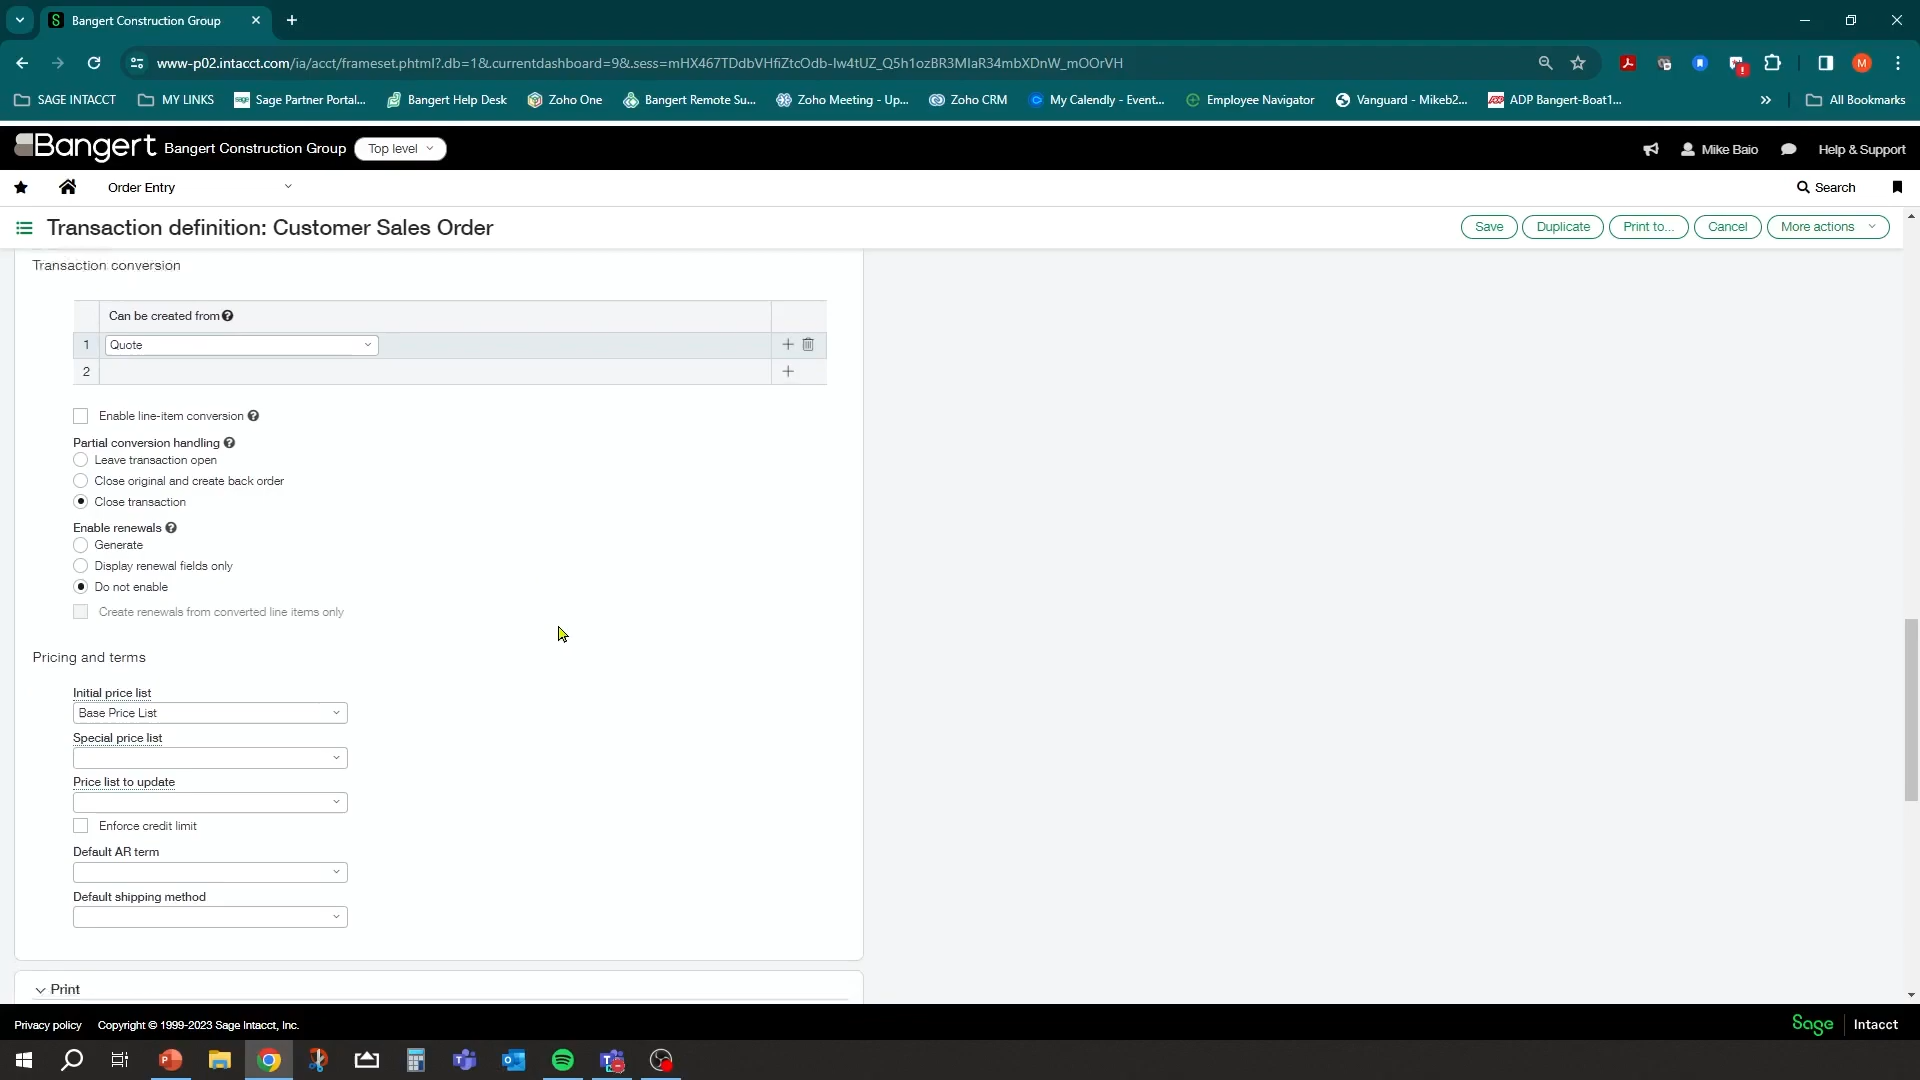 Bangert Construction Group
www-p02.intacct.com/ia/acct/frameset.phtml?.db=1&.currentdashboard=9&.sess=mHX467TDdbVHfiZtcOdb-Iw4tUZ_Q5h1ozBR3MIaR34mbXDnW_mOOrVH
M
SAGE INTACCT MY LINKS Sage Partner Portal... Bangert Help Desk Zoho One Bangert Remote Su... Zoho Meeting - Up... Zoho CRM My Calendly - Event... Employee Navigator Vanguard - Mikeb2... ADP Bangert-Boat1... » All Bookmarks
Bangert Bangert Construction Group Top level Mike Baio Help & Support
Order Entry Search
Transaction definition: Customer Sales Order Save Duplicate Print to... Cancel More actions
Transaction conversion
Can be created from
1 Quote
2
Enable line-item conversion
Partial conversion handling
Leave transaction open
Close original and create back order
Close transaction
Enable renewals
Generate
Display renewal fields only
Do not enable
Create renewals from converted line items only
Pricing and terms
Initial price list
Base Price List
Special price list
Price list to update
Enforce credit limit
Default AR term
Default shipping method
Print
Privacy policy Copyright © 1999-2023 Sage Intacct, Inc. Sage Intacct